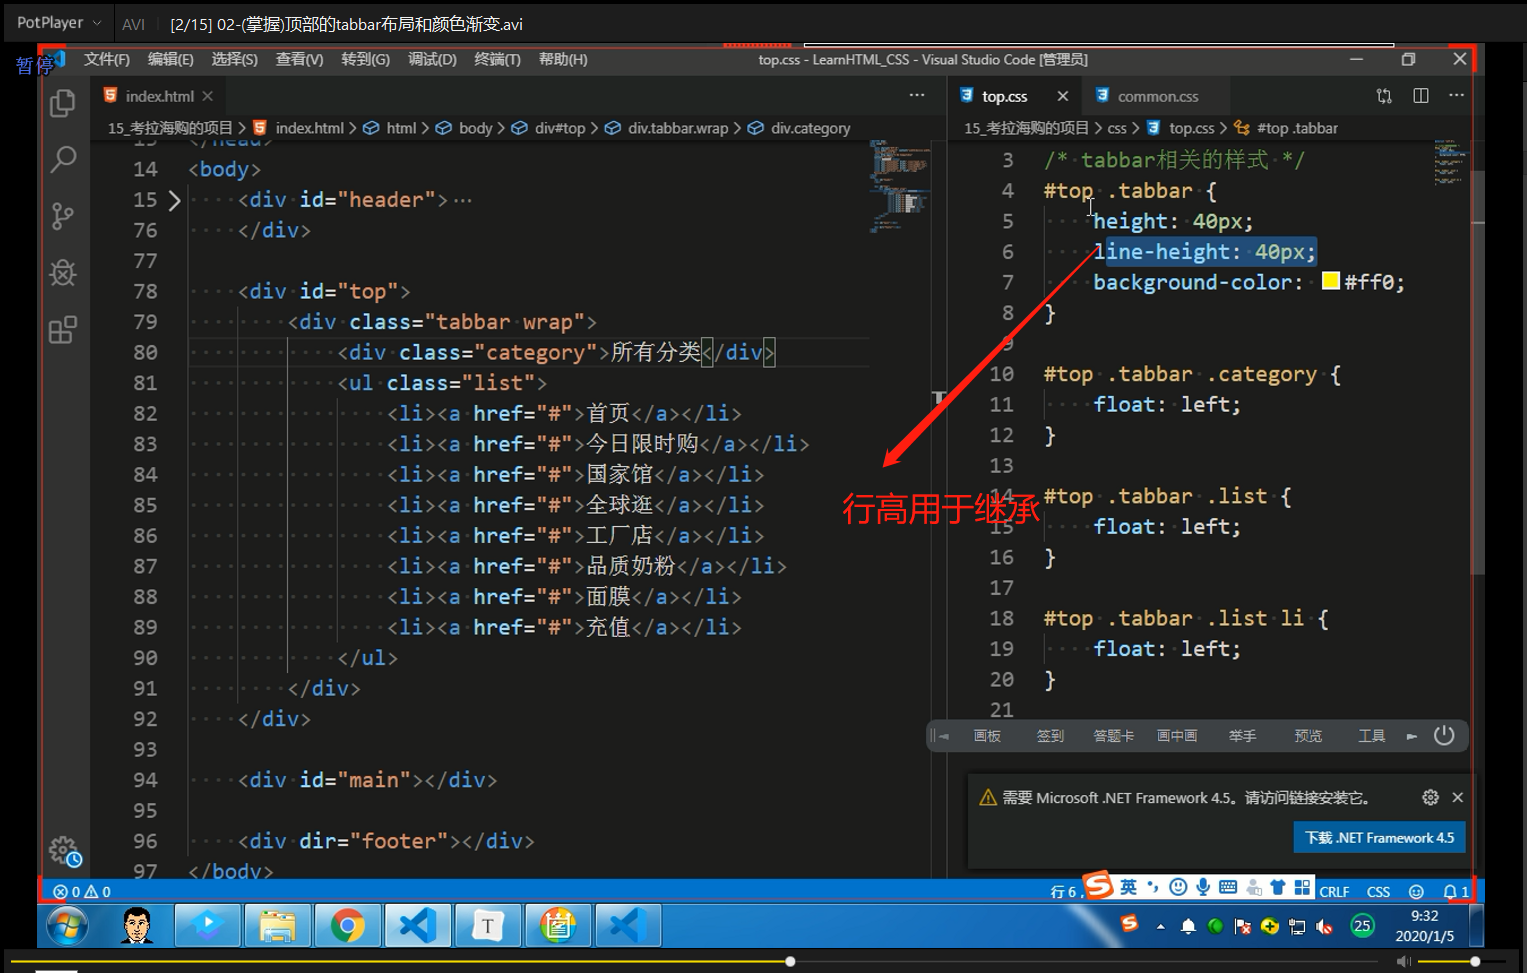 PotPlayer AVI [2/15] 02-(掌握)顶部的tabbar布局和颜色渐变.avi
暂停
文件(F) 编辑(E) 选择(S) 查看(V) 转到(G) 调试(D) 终端(T) 帮助(H) top.css - LearnHTML_CSS - Visual Studio Code [管理员]
index.html
15_考拉海购的项目 > index.html > html > body > div#top > div.tabbar.wrap > div.category
13 </head>
14 <body>
15 <div id="header">···
76 </div>
77
78 <div id="top">
79 <div class="tabbar wrap">
80 <div class="category">所有分类</div>
81 <ul class="list">
82 <li><a href="#">首页</a></li>
83 <li><a href="#">今日限时购</a></li>
84 <li><a href="#">国家馆</a></li>
85 <li><a href="#">全球逛</a></li>
86 <li><a href="#">工厂店</a></li>
87 <li><a href="#">品质奶粉</a></li>
88 <li><a href="#">面膜</a></li>
89 <li><a href="#">充值</a></li>
90 </ul>
91 </div>
92 </div>
93
94 <div id="main"></div>
95
96 <div dir="footer"></div>
97 </body>
top.css common.css
15_考拉海购的项目 > css > top.css > #top .tabbar
3 /* tabbar相关的样式 */
4 #top .tabbar {
5 height: 40px;
6 line-height: 40px;
7 background-color: #ff0;
8 }
9
10 #top .tabbar .category {
11 float: left;
12 }
13
14 #top .tabbar .list {
15 float: left;
16 }
17
18 #top .tabbar .list li {
19 float: left;
20 }
21
行高用于继承
画板 签到 答题卡 画中画 举手 预览 工具
需要 Microsoft .NET Framework 4.5。请访问链接安装它。
下载 .NET Framework 4.5
0 0 行 6 英 CRLF CSS 1
T 25 9:32
2020/1/5